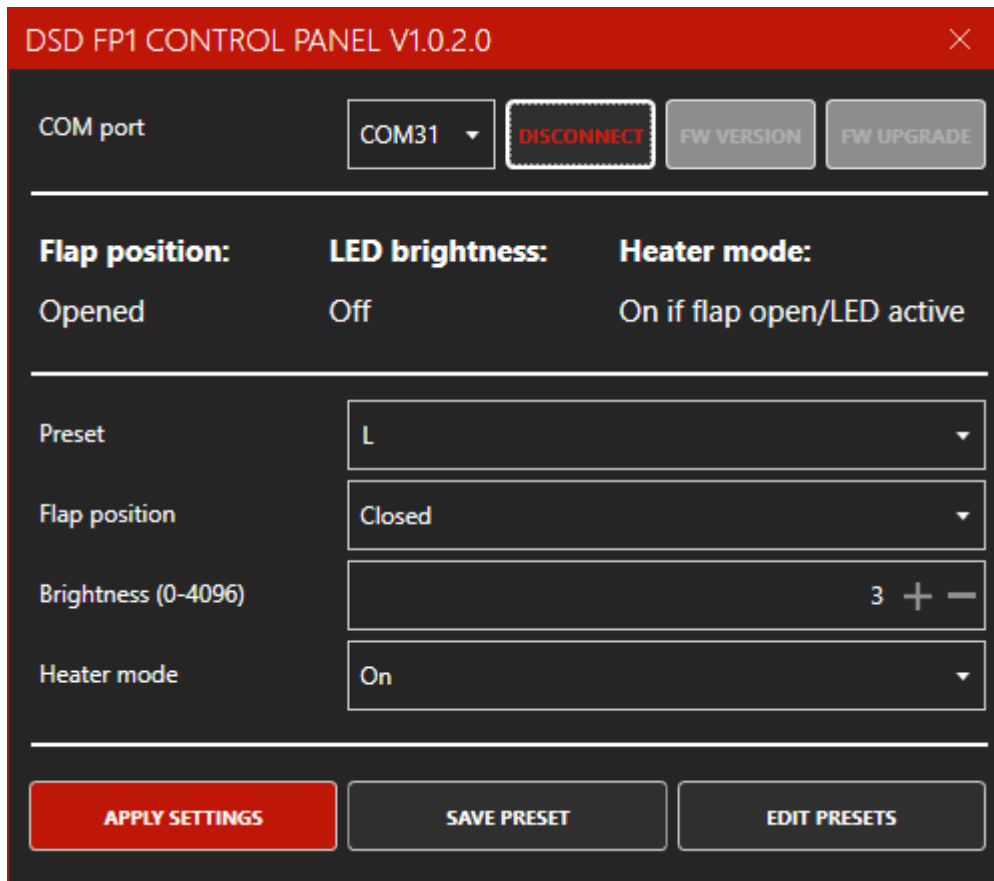 DSD FP1 CONTROL PANEL V1.0.2.0
COM port COM31 DISCONNECT FW VERSION FW UPGRADE
Flap position: LED brightness: Heater mode:
Opened Off On if flap open/LED active
Preset L
Flap position Closed
Brightness (0-4096) 3
Heater mode On
APPLY SETTINGS SAVE PRESET EDIT PRESETS